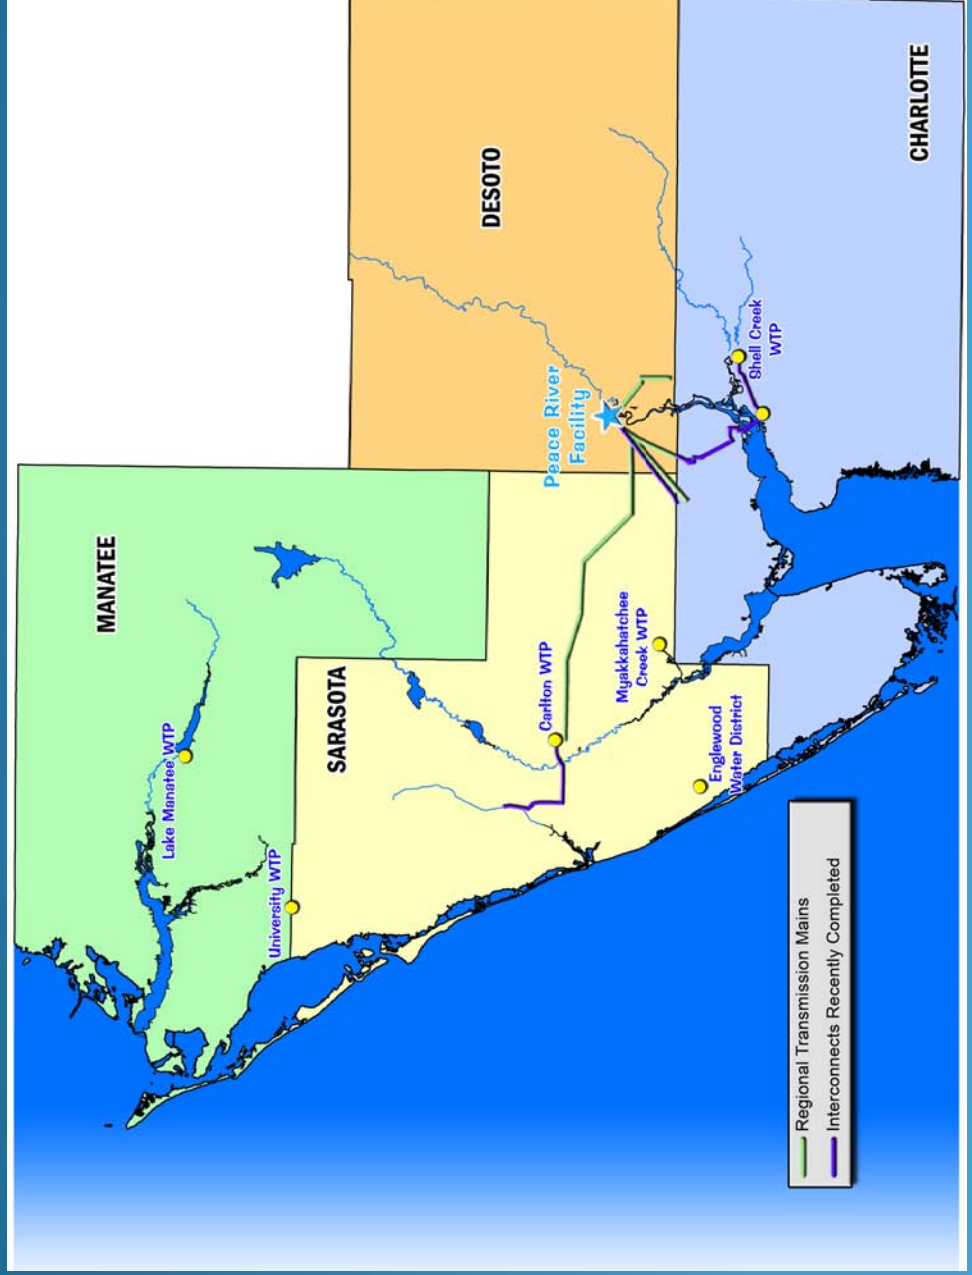 MANATEE
Lake Manatee WTP
University WTP
SARASOTA
DESOTO
Peace River
Facility
Carlton WTP
Myakkahatchee
Creek WTP
Englewood
Water District
Shell Creek
WTP
CHARLOTTE
Regional Transmission Mains
Interconnects Recently Completed